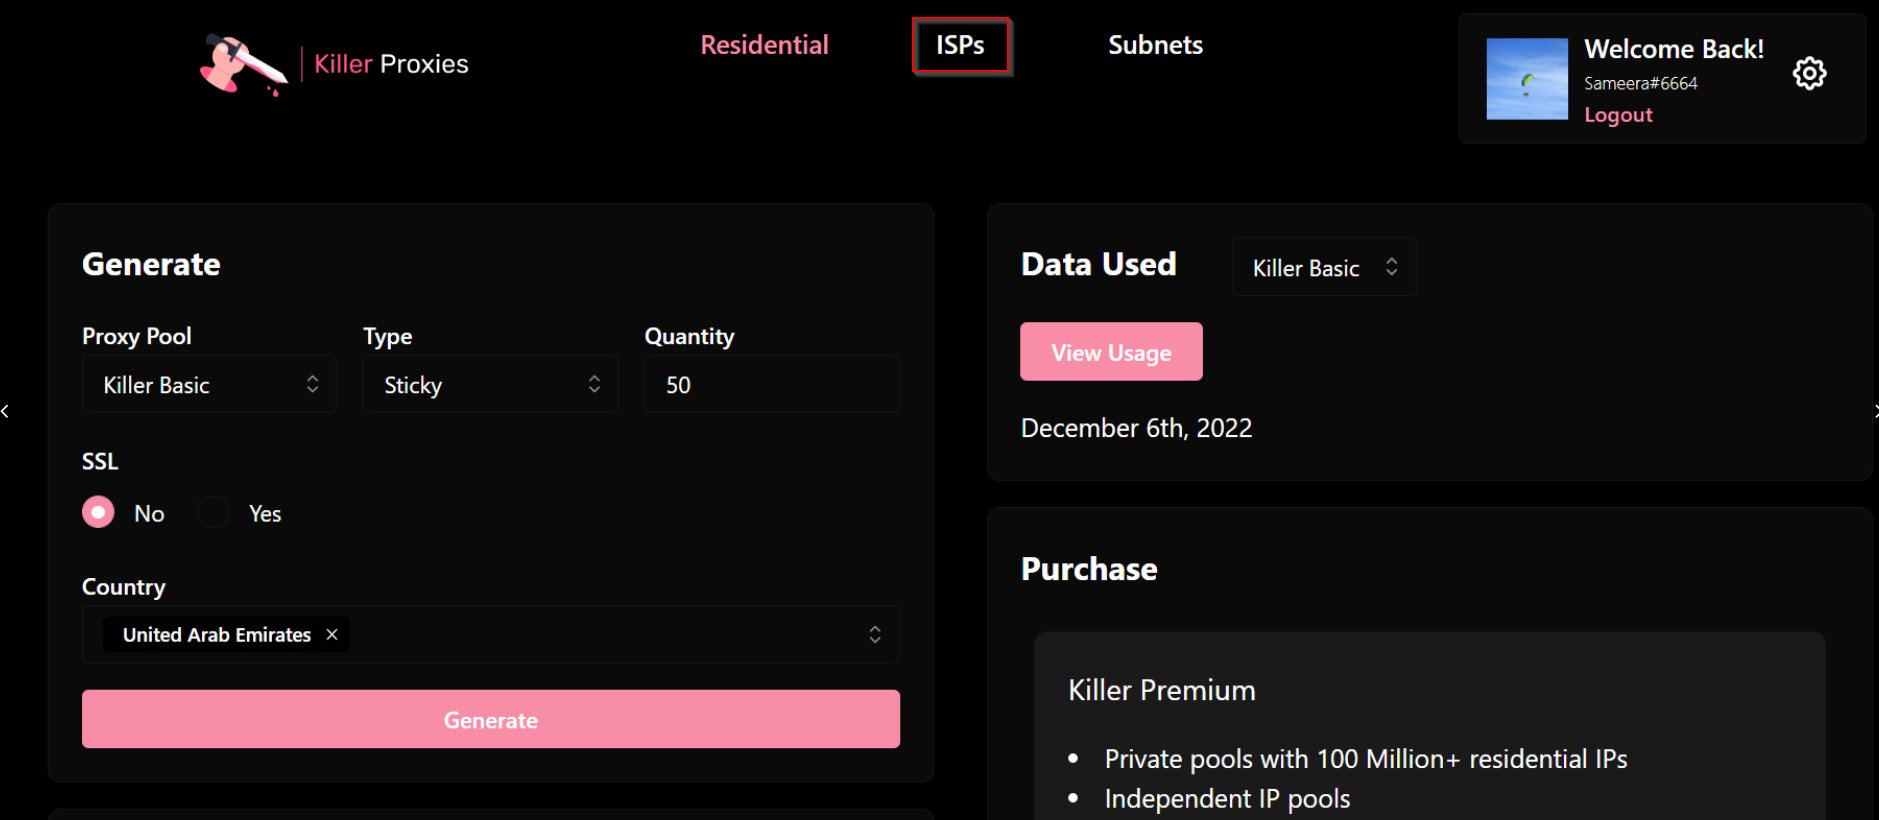 Killer Proxies
Residential
ISPs
Subnets
Welcome Back!
Sameera#6664
Logout
Generate
Proxy Pool
Type
Quantity
Killer Basic
Sticky
50
SSL
No
Yes
Country
United Arab Emirates ×
Generate
Data Used
Killer Basic
View Usage
December 6th, 2022
Purchase
Killer Premium
• Private pools with 100 Million+ residential IPs
• Independent IP pools